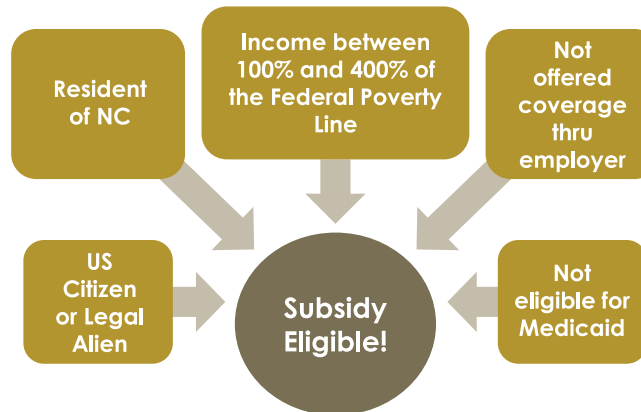 Resident
of NC
Income between
100% and 400% of
the Federal Poverty
Line
Not
offered
coverage
thru
employer
US
Citizen
or Legal
Alien
Subsidy
Eligible!
Not
eligible for
Medicaid